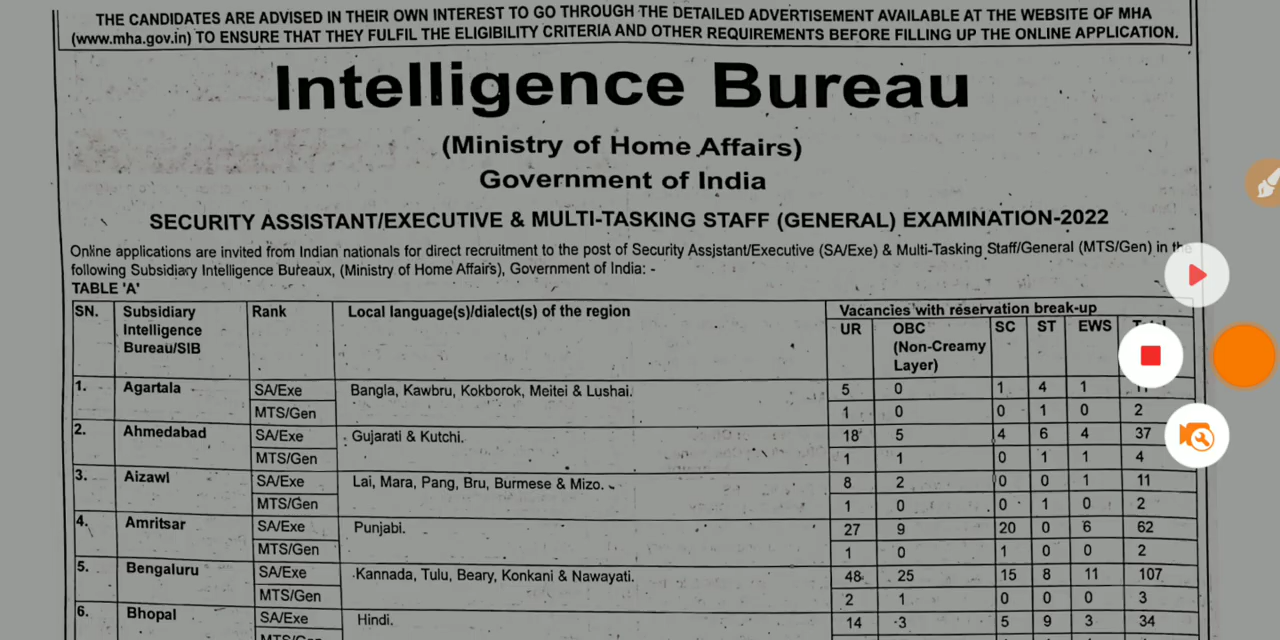 THE CANDIDATES ARE ADVISED IN THEIR OWN INTEREST TO GO THROUGH THE DETAILED ADVERTISEMENT AVAILABLE AT THE WEBSITE OF MHA
(www.mha.gov.in) TO ENSURE THAT THEY FULFIL THE ELIGIBILITY CRITERIA AND OTHER REQUIREMENTS BEFORE FILLING UP THE ONLINE APPLICATION.
Intelligence Bureau
(Ministry of Home Affairs)
Government of India
SECURITY ASSISTANT/EXECUTIVE & MULTI-TASKING STAFF (GENERAL) EXAMINATION-2022
Online applications are invited from Indian nationals for direct recruitment to the post of Security Assistant/Executive (SA/Exe) & Multi-Tasking Staff/General (MTS/Gen) in the
following Subsidiary Intelligence Bureaux, (Ministry of Home Affairs), Government of India: -
TABLE 'A'
SN. Subsidiary Intelligence Bureau/SIB Rank Local language(s)/dialect(s) of the region Vacancies with reservation break-up
UR OBC (Non-Creamy Layer) SC ST EWS
1. Agartala SA/Exe Bangla, Kawbru, Kokborok, Meitei & Lushai. 5 0 1 4 1 11
MTS/Gen 1 0 0 1 0 2
2. Ahmedabad SA/Exe Gujarati & Kutchi. 18 5 4 6 4 37
MTS/Gen 1 1 0 1 1 4
3. Aizawl SA/Exe Lai, Mara, Pang, Bru, Burmese & Mizo. 8 2 0 0 1 11
MTS/Gen 1 0 0 1 0 2
4. Amritsar SA/Exe Punjabi. 27 9 20 0 6 62
MTS/Gen 1 0 1 0 0 2
5. Bengaluru SA/Exe Kannada, Tulu, Beary, Konkani & Nawayati. 48 25 15 8 11 107
MTS/Gen 2 1 0 0 0 3
6. Bhopal SA/Exe Hindi. 14 3 5 9 3 34
MTS/Gen